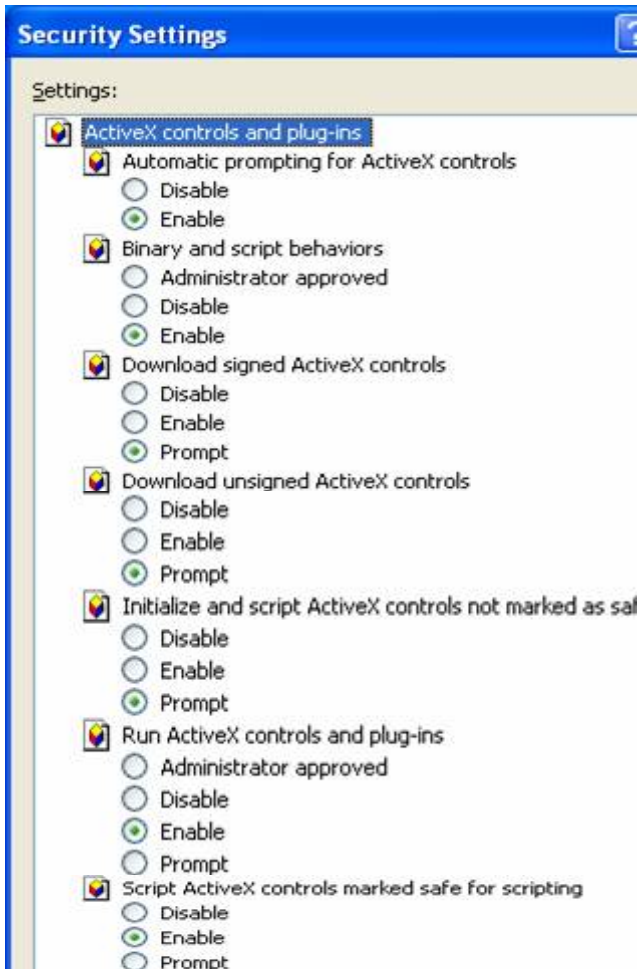 Security Settings
?
Settings:
ActiveX controls and plug-ins
Automatic prompting for ActiveX controls
Disable
Enable
Binary and script behaviors
Administrator approved
Disable
Enable
Download signed ActiveX controls
Disable
Enable
Prompt
Download unsigned ActiveX controls
Disable
Enable
Prompt
Initialize and script ActiveX controls not marked as saf
Disable
Enable
Prompt
Run ActiveX controls and plug-ins
Administrator approved
Disable
Enable
Prompt
Script ActiveX controls marked safe for scripting
Disable
Enable
Prompt